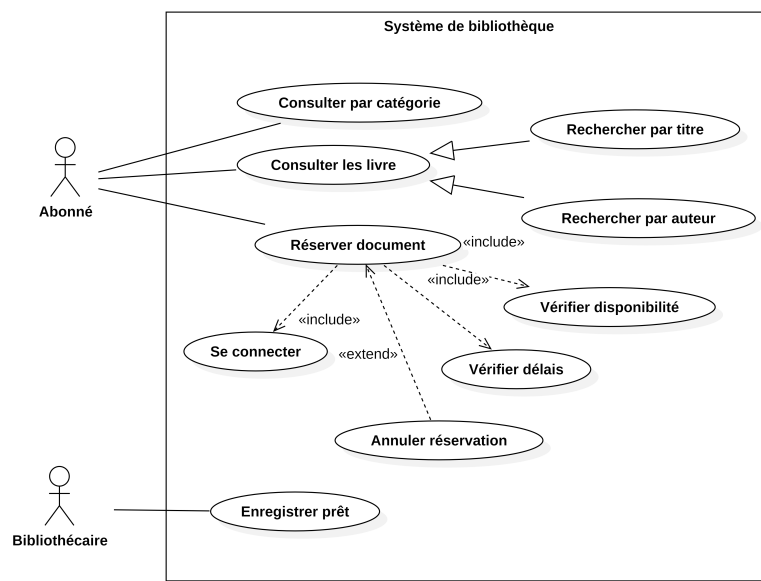 Système de bibliothèque
Consulter par catégorie
Rechercher par titre
Consulter les livre
Abonné
Rechercher par auteur
Réserver document
«include»
«include»
Vérifier disponibilité
«include»
Se connecter
«extend»
Vérifier délais
Annuler réservation
Enregistrer prêt
Bibliothécaire